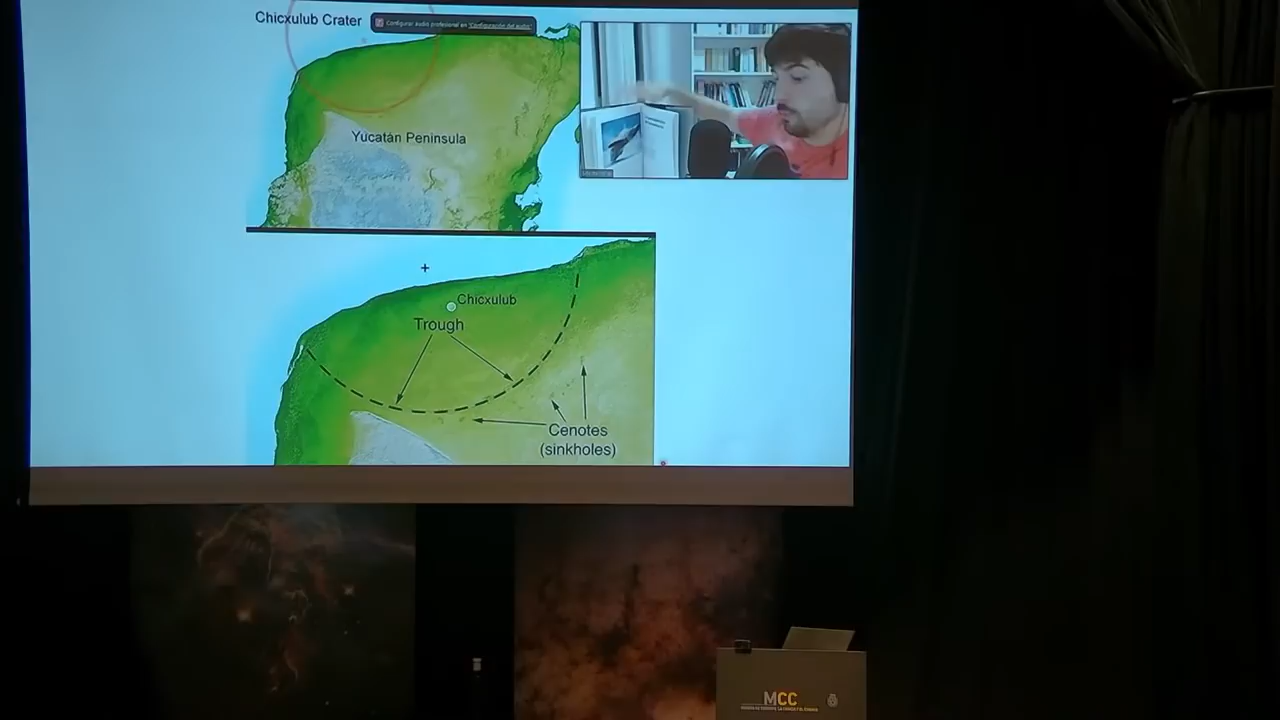 Chicxulub Crater
Configurar audio profesional en "Configuración del audio"
Yucatán Peninsula
Chicxulub
Trough
Cenotes
(sinkholes)
MCC